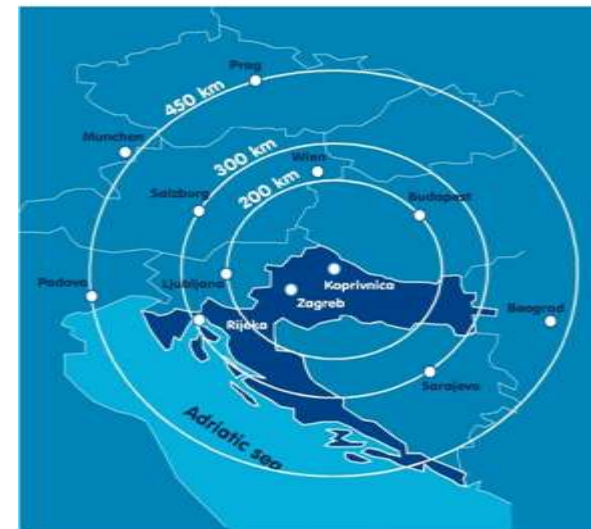 Prag
450 km
Munchen
300 km
Wien
Salzburg
200 km
Budapest
Ljubljana
Koprivnica
Padova
Zagreb
Beograd
Rijeka
Sarajevo
Adriatic sea